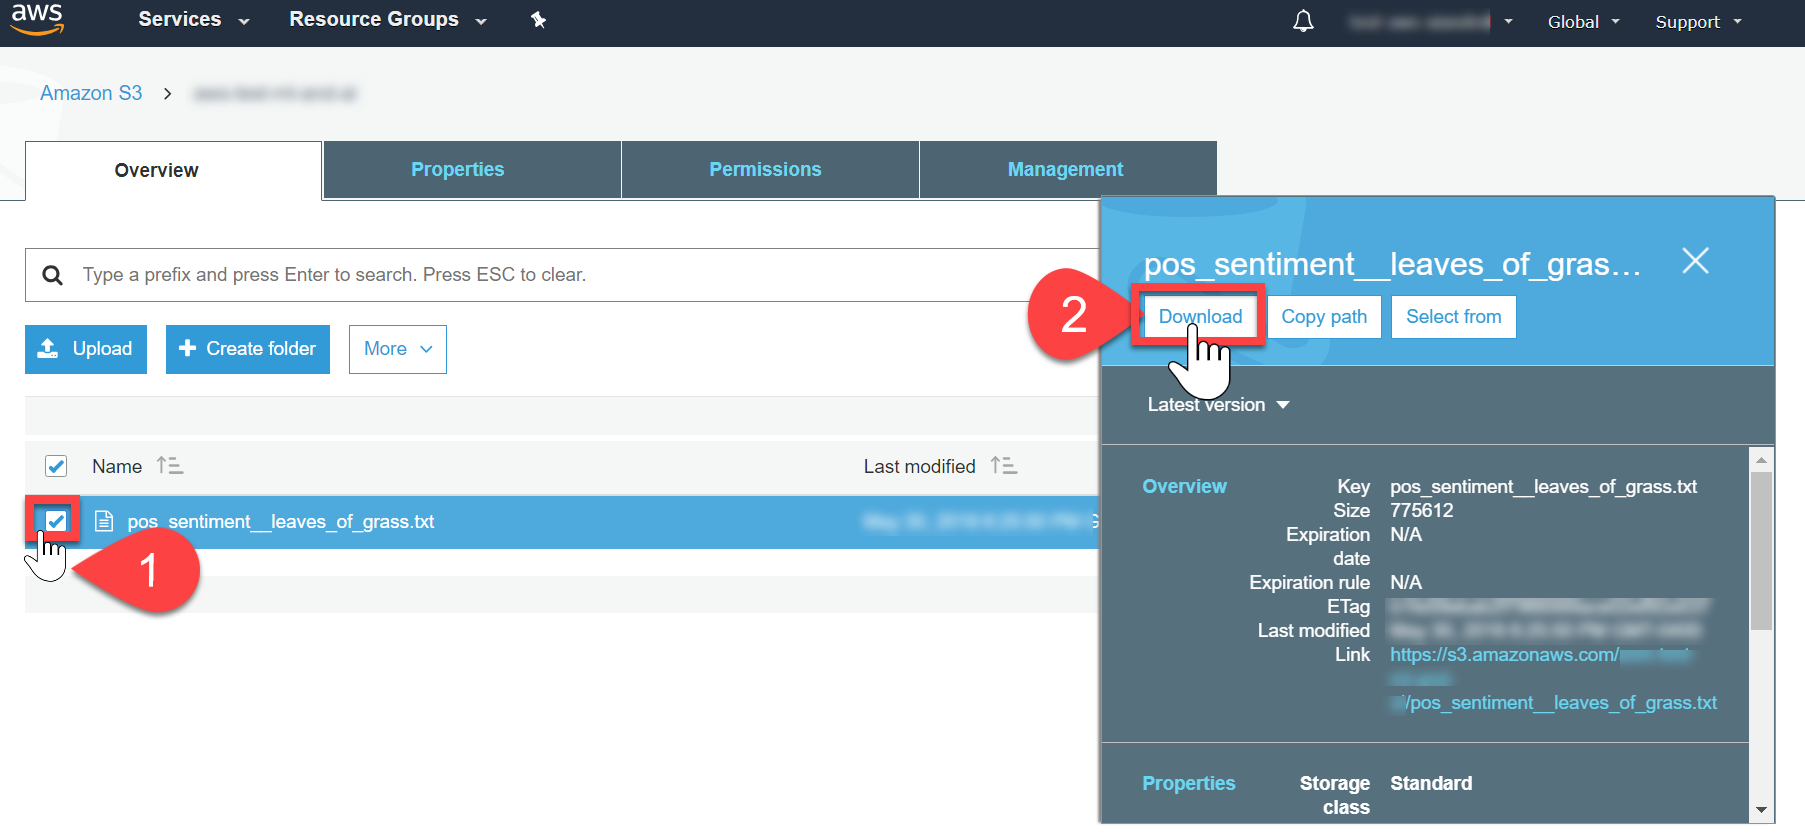 aws Services Resource Groups Global Support
Amazon S3 >
Overview Properties Permissions Management
Type a prefix and press Enter to search. Press ESC to clear.
Upload Create folder More
Name Last modified
pos_sentiment__leaves_of_grass.txt
1
pos_sentiment__leaves_of_gras...
2
Download Copy path Select from
Latest version
Overview Key pos_sentiment__leaves_of_grass.txt
Size 775612
Expiration N/A
date
Expiration rule N/A
ETag
Last modified
Link https://s3.amazonaws.com/
/pos_sentiment__leaves_of_grass.txt
Properties Storage Standard
class